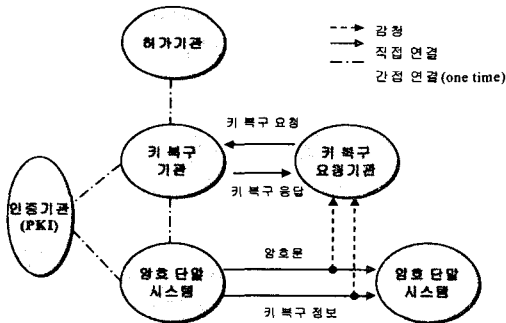 허가기관
감청
직접 연결
간접 연결 (one time)
키 복구 요청
키 복구
기관
키 복구
요청기관
키 복구 응답
인증기관
(PKI)
암호 단말
시스템
암호문
암호 단말
시스템
키 복구 정보